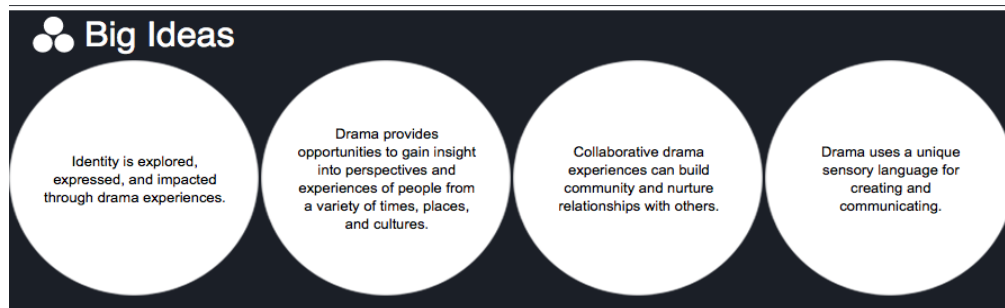 Big Ideas
Identity is explored,
expressed, and impacted
through drama experiences.
Drama provides
opportunities to gain insight
into perspectives and
experiences of people from
a variety of times, places,
and cultures.
Collaborative drama
experiences can build
community and nurture
relationships with others.
Drama uses a unique
sensory language for
creating and
communicating.